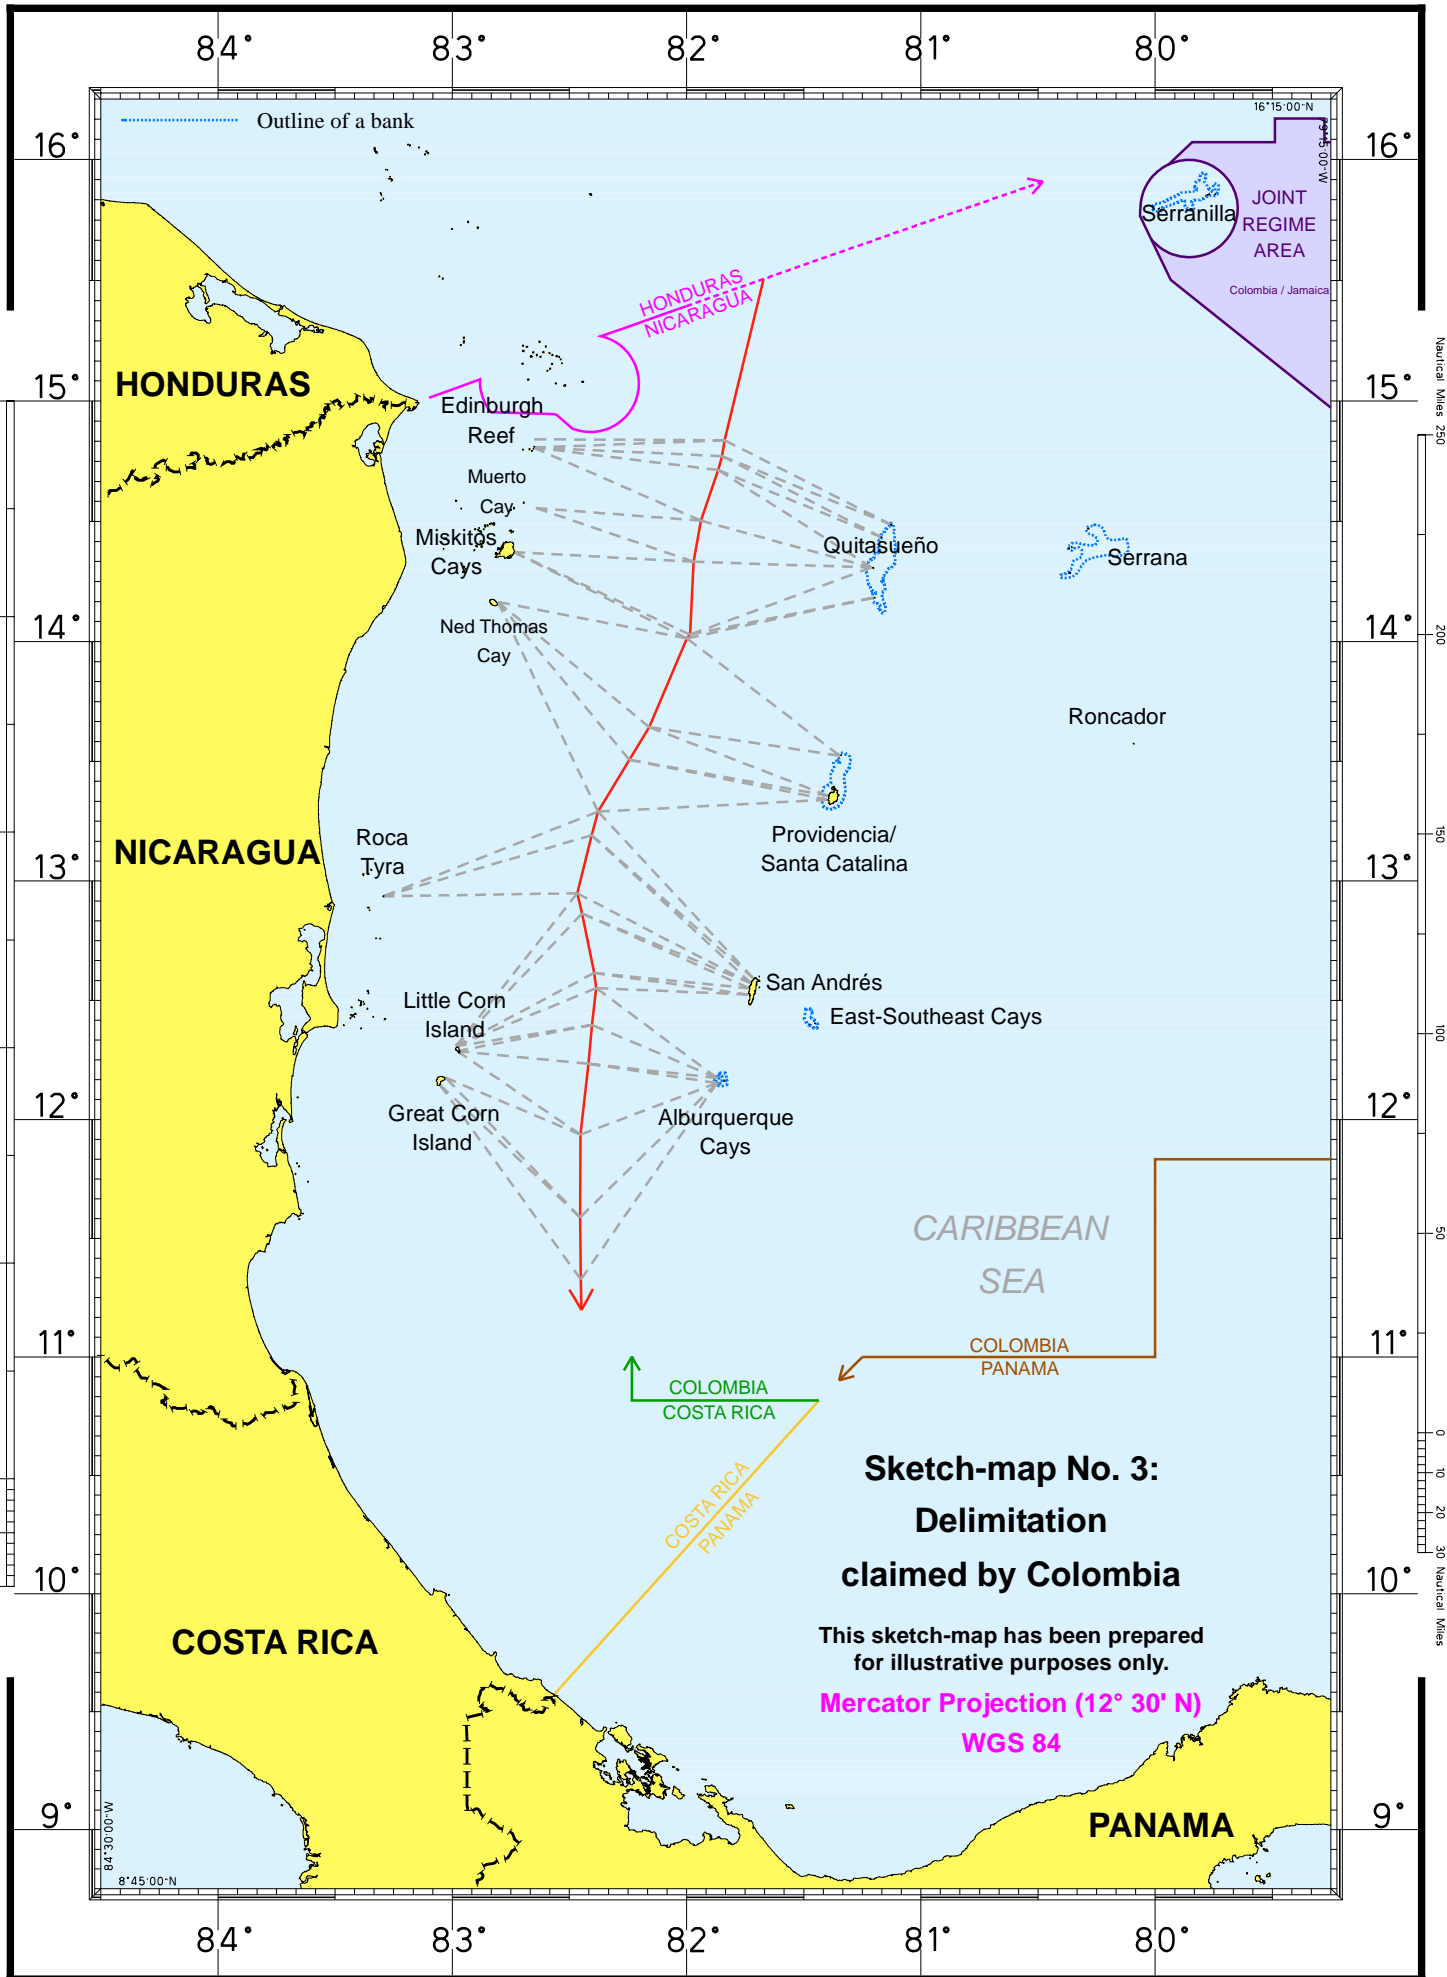 84° 83° 82° 81° 80°
16°15'00"N
79°15'00"W
Outline of a bank
16° 16°
Serranilla
JOINT
REGIME
AREA
Colombia / Jamaica
HONDURAS
NICARAGUA
HONDURAS
15° 15°
Edinburgh
Reef
Muerto
Cay
Miskitos
Cays
Quitasueño
Serrana
Ned Thomas
Cay
14° 14°
Roncador
Roca
Tyra
NICARAGUA
Providencia/
Santa Catalina
13° 13°
San Andrés
East-Southeast Cays
Little Corn
Island
Great Corn
Island
Alburquerque
Cays
12° 12°
CARIBBEAN
SEA
11° 11°
COLOMBIA
PANAMA
COLOMBIA
COSTA RICA
COSTA RICA
PANAMA
Sketch-map No. 3:
Delimitation
claimed by Colombia
10° 10°
This sketch-map has been prepared
for illustrative purposes only.
Mercator Projection (12° 30' N)
WGS 84
COSTA RICA
PANAMA
9° 9°
84°30'00"W
8°45'00"N
84° 83° 82° 81° 80°
Nautical Miles 250
200
150
100
50
0
10
20
30 Nautical Miles